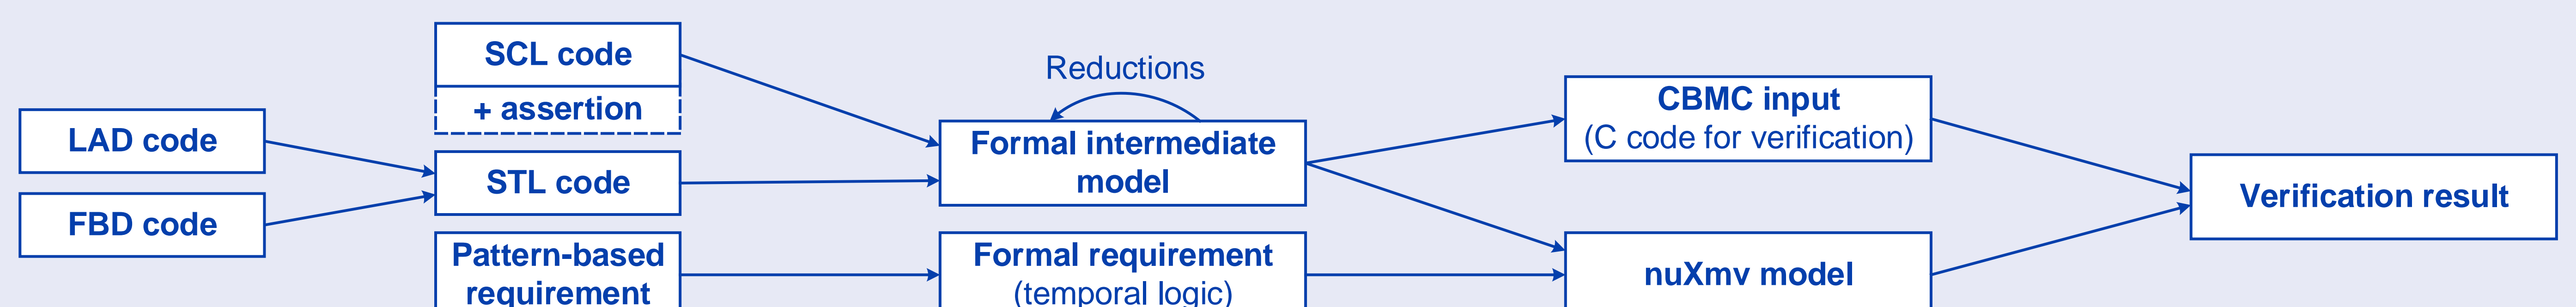 LAD code
FBD code
SCL code
+ assertion
STL code
Pattern-based
requirement
Reductions
Formal intermediate
model
Formal requirement
(temporal logic)
CBMC input
(C code for verification)
nuXmv model
Verification result